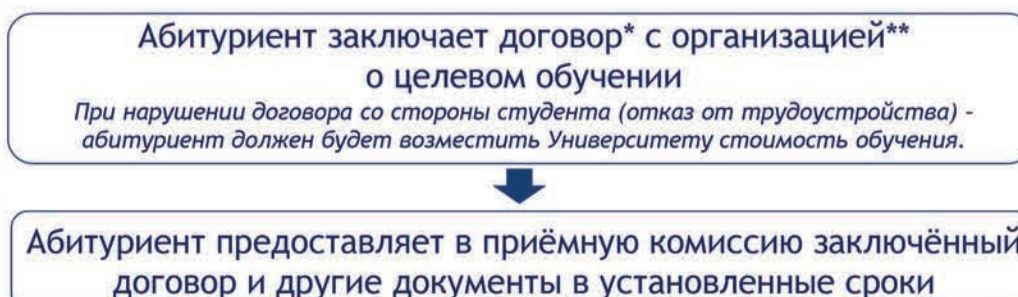 Абитуриент заключает договор* с организацией**
о целевом обучении
При нарушении договора со стороны студента (отказ от трудоустройства) -
абитуриент должен будет возместить Университету стоимость обучения.
Абитуриент предоставляет в приёмную комиссию заключённый
договор и другие документы в установленные сроки